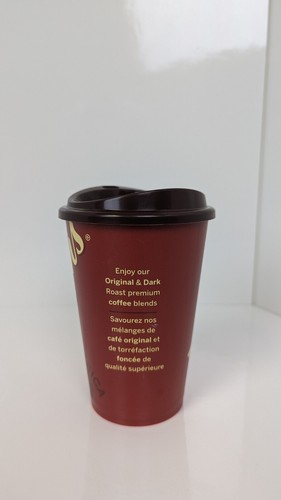 Enjoy our
Original & Dark
Roast premium
coffee blends
Savourez nos
mélanges de
café original et
de torréfaction
foncée de
qualité supérieure